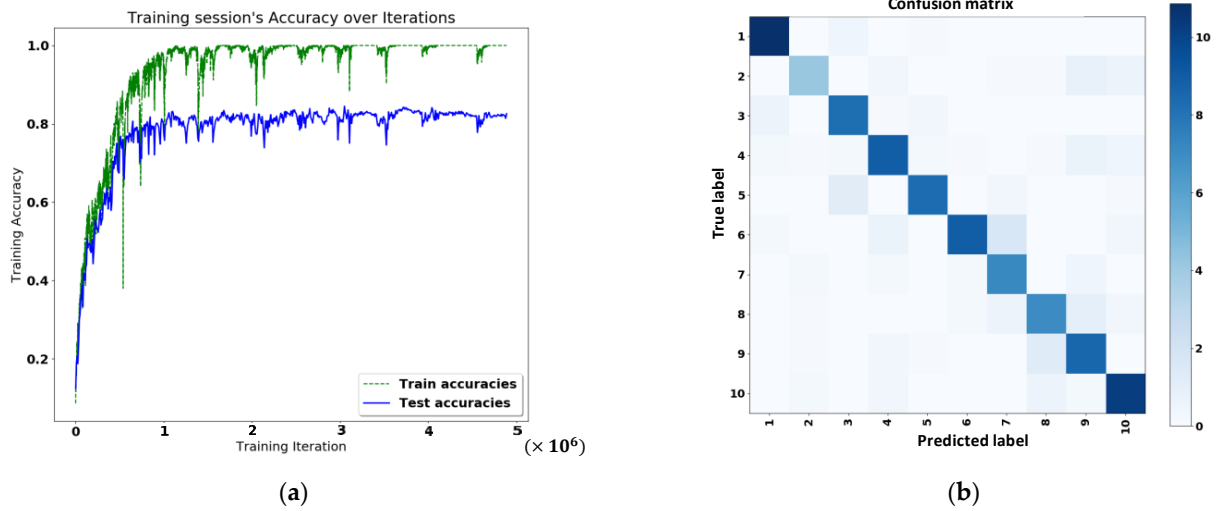 Training session's Accuracy over Iterations
1.0
0.8
0.6
0.4
0.2
Training Accuracy
Train accuracies
Test accuracies
0 1 2 3 4 5
Training Iteration
(× 10⁶)
(a)
Confusion matrix
True label
1
2
3
4
5
6
7
8
9
10
1 2 3 4 5 6 7 8 9 10
Predicted label
10
8
6
4
2
0
(b)